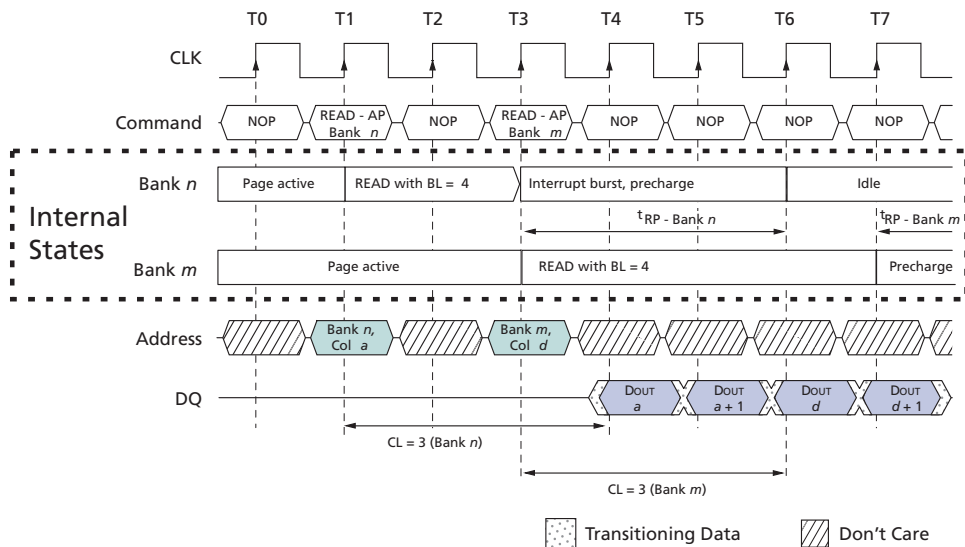 T0 T1 T2 T3 T4 T5 T6 T7
CLK
Command NOP READ - AP Bank n NOP READ - AP Bank m NOP NOP NOP NOP
Internal States
Bank n Page active READ with BL = 4 Interrupt burst, precharge Idle
tRP - Bank n tRP - Bank m
Bank m Page active READ with BL = 4 Precharge
Address Bank n, Col a Bank m, Col d
DQ DOUT a DOUT a + 1 DOUT d DOUT d + 1
CL = 3 (Bank n)
CL = 3 (Bank m)
Transitioning Data Don't Care